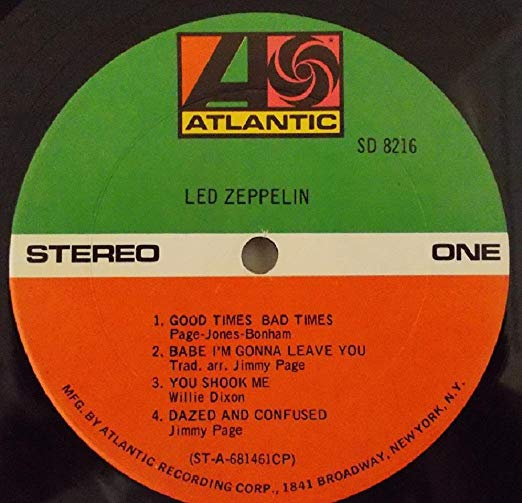 ATLANTIC
SD 8216
LED ZEPPELIN
STEREO
ONE
1. GOOD TIMES BAD TIMES
Page-Jones-Bonham
2. BABE I'M GONNA LEAVE YOU
Trad. arr. Jimmy Page
3. YOU SHOOK ME
Willie Dixon
4. DAZED AND CONFUSED
Jimmy Page
(ST-A-681461CP)
MFG. BY ATLANTIC RECORDING CORP., 1841 BROADWAY, NEW YORK, N.Y.